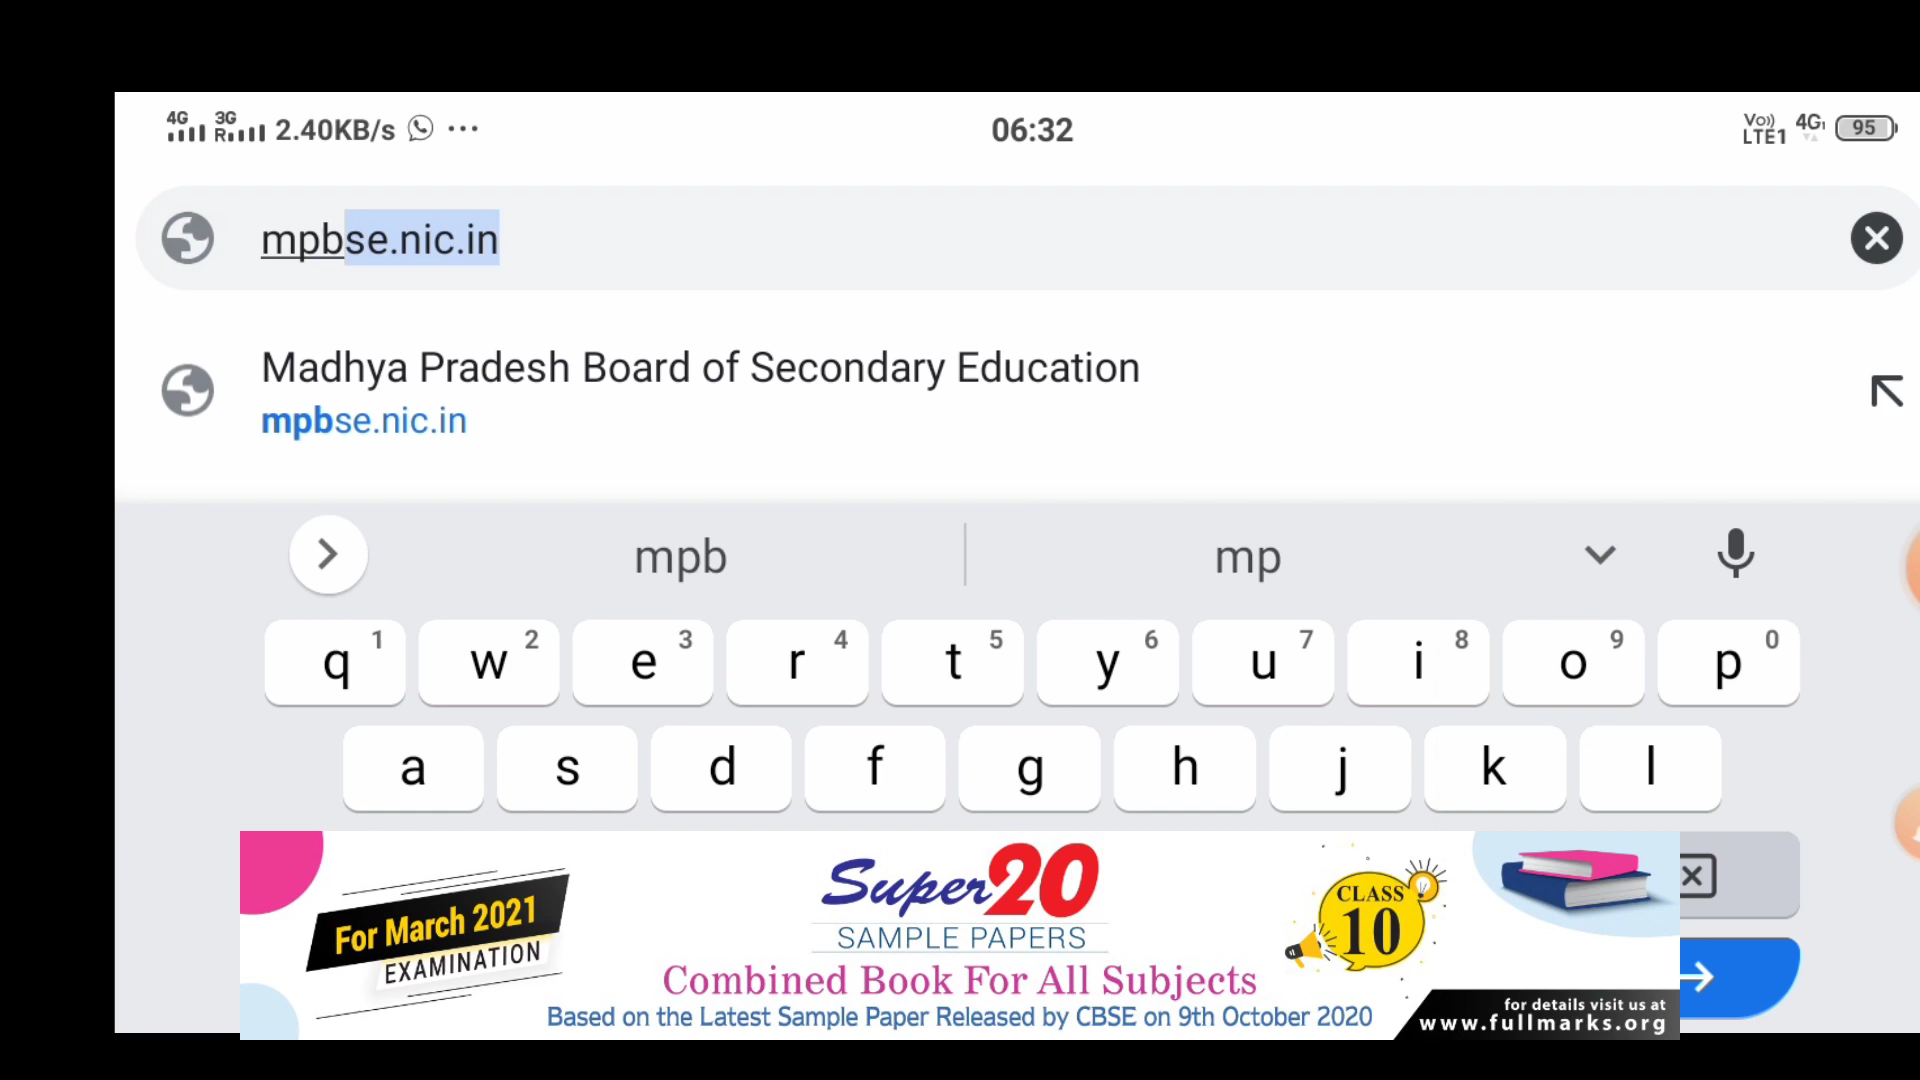 4G 3G R 2.40KB/s ... 06:32 Vo) LTE1 4G 95
mpbse.nic.in
Madhya Pradesh Board of Secondary Education
mpbse.nic.in
mpb mp
q 1 w 2 e 3 r 4 t 5 y 6 u 7 i 8 o 9 p 0
a s d f g h j k l
For March 2021
EXAMINATION
Super 20
SAMPLE PAPERS
Combined Book For All Subjects
Based on the Latest Sample Paper Released by CBSE on 9th October 2020
CLASS
10
for details visit us at
www.fullmarks.org